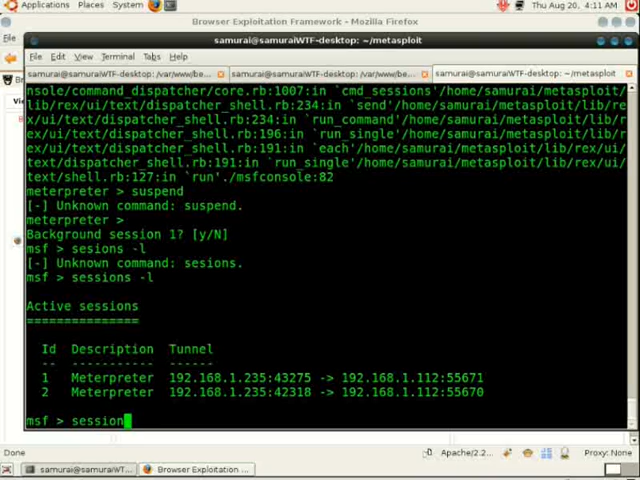 Applications Places System Thu Aug 20, 4:11 AM
Browser Exploitation Framework - Mozilla Firefox
samurai@samuraiWTF-desktop: ~/metasploit
File Edit View Terminal Tabs Help
samurai@samuraiWTF-desktop: /var/www/be... samurai@samuraiWTF-desktop: /var/www/be... samurai@samuraiWTF-desktop: ~/metasploit
nsole/command_dispatcher/core.rb:1007:in `cmd_sessions'/home/samurai/metasploit/
lib/rex/ui/text/dispatcher_shell.rb:234:in `send'/home/samurai/metasploit/lib/re
x/ui/text/dispatcher_shell.rb:234:in `run_command'/home/samurai/metasploit/lib/r
ex/ui/text/dispatcher_shell.rb:196:in `run_single'/home/samurai/metasploit/lib/r
ex/ui/text/dispatcher_shell.rb:191:in `each'/home/samurai/metasploit/lib/rex/ui/
text/dispatcher_shell.rb:191:in `run_single'/home/samurai/metasploit/lib/rex/ui/
text/shell.rb:127:in `run'./msfconsole:82
meterpreter > suspend
[-] Unknown command: suspend.
meterpreter >
Background session 1? [y/N]
msf > sesions -l
[-] Unknown command: sesions.
msf > sessions -l
Active sessions
===============
Id Description Tunnel
-- ----------- ------
1 Meterpreter 192.168.1.235:43275 -> 192.168.1.112:55671
2 Meterpreter 192.168.1.235:42318 -> 192.168.1.112:55670
msf > session
Done Apache/2.2... Proxy: None
samurai@samuraiWT... Browser Exploitation ...